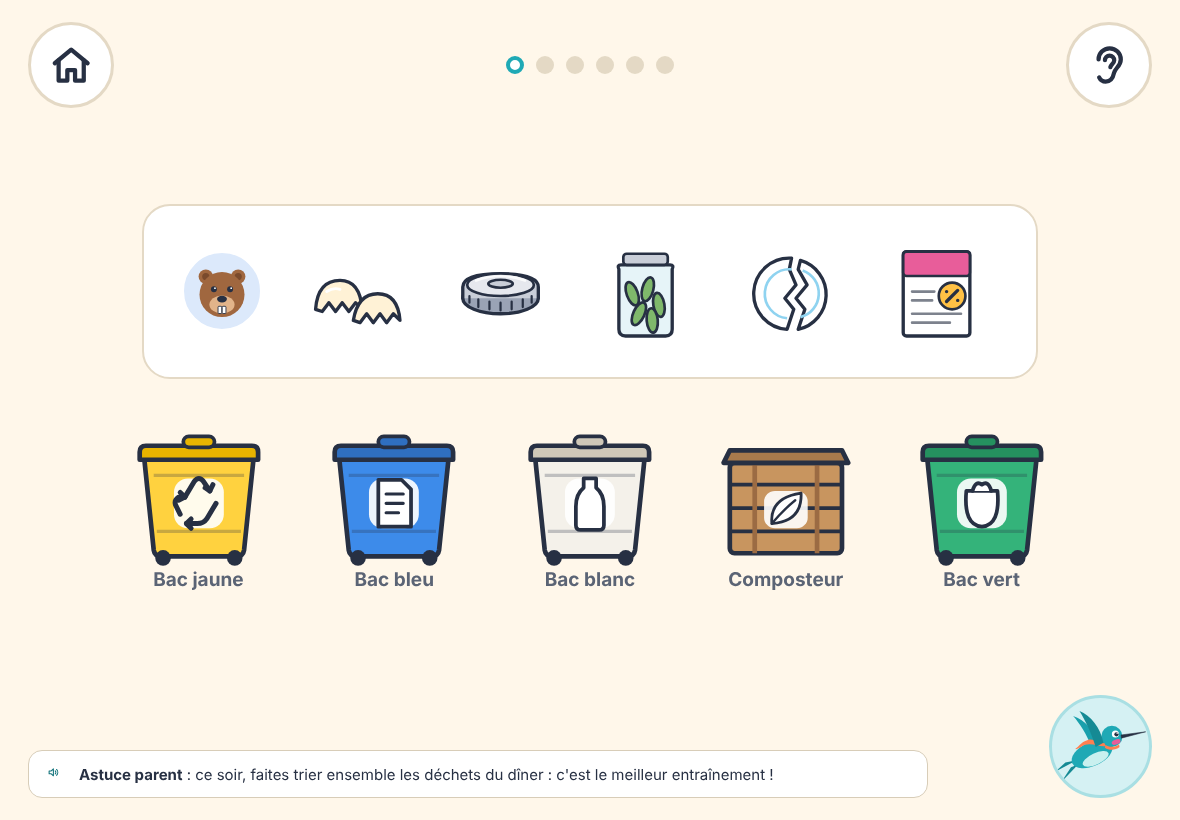 Bac jaune
Bac bleu
Bac blanc
Composteur
Bac vert
Astuce parent : ce soir, faites trier ensemble les déchets du dîner : c'est le meilleur entraînement !